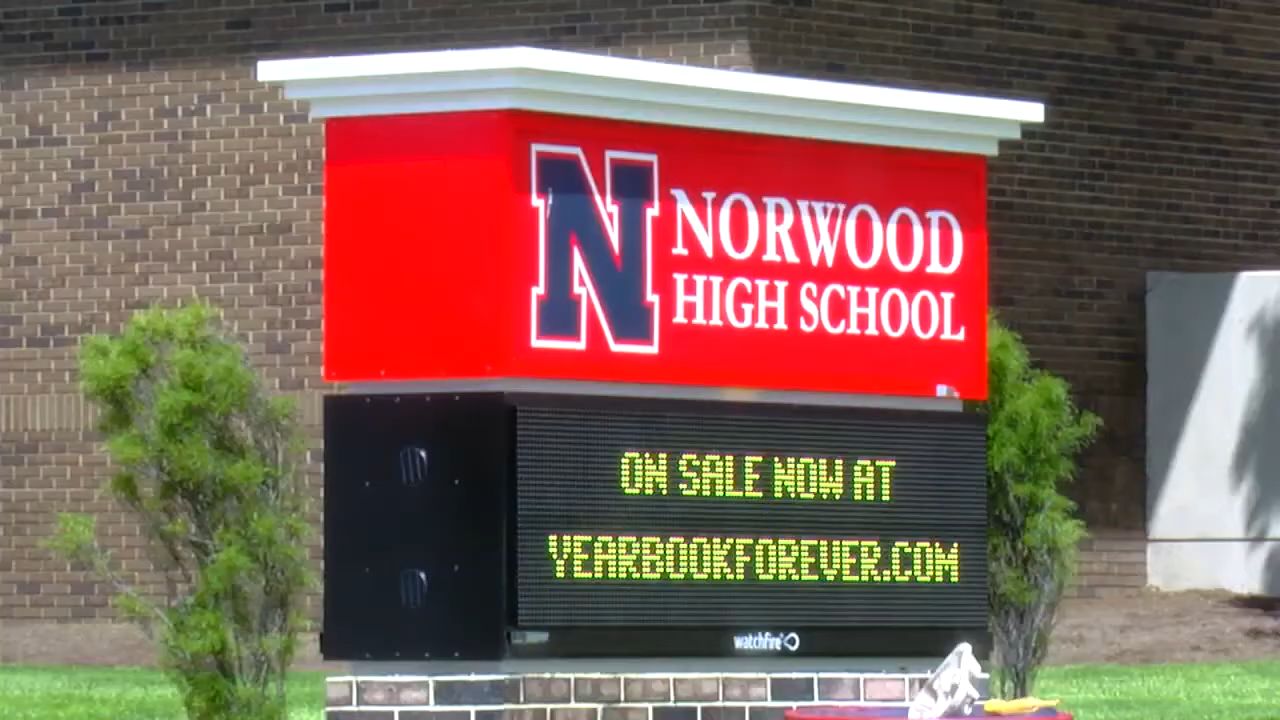 N
NORWOOD
HIGH SCHOOL
ON SALE NOW AT
YEARBOOKFOREVER.COM
watchfire